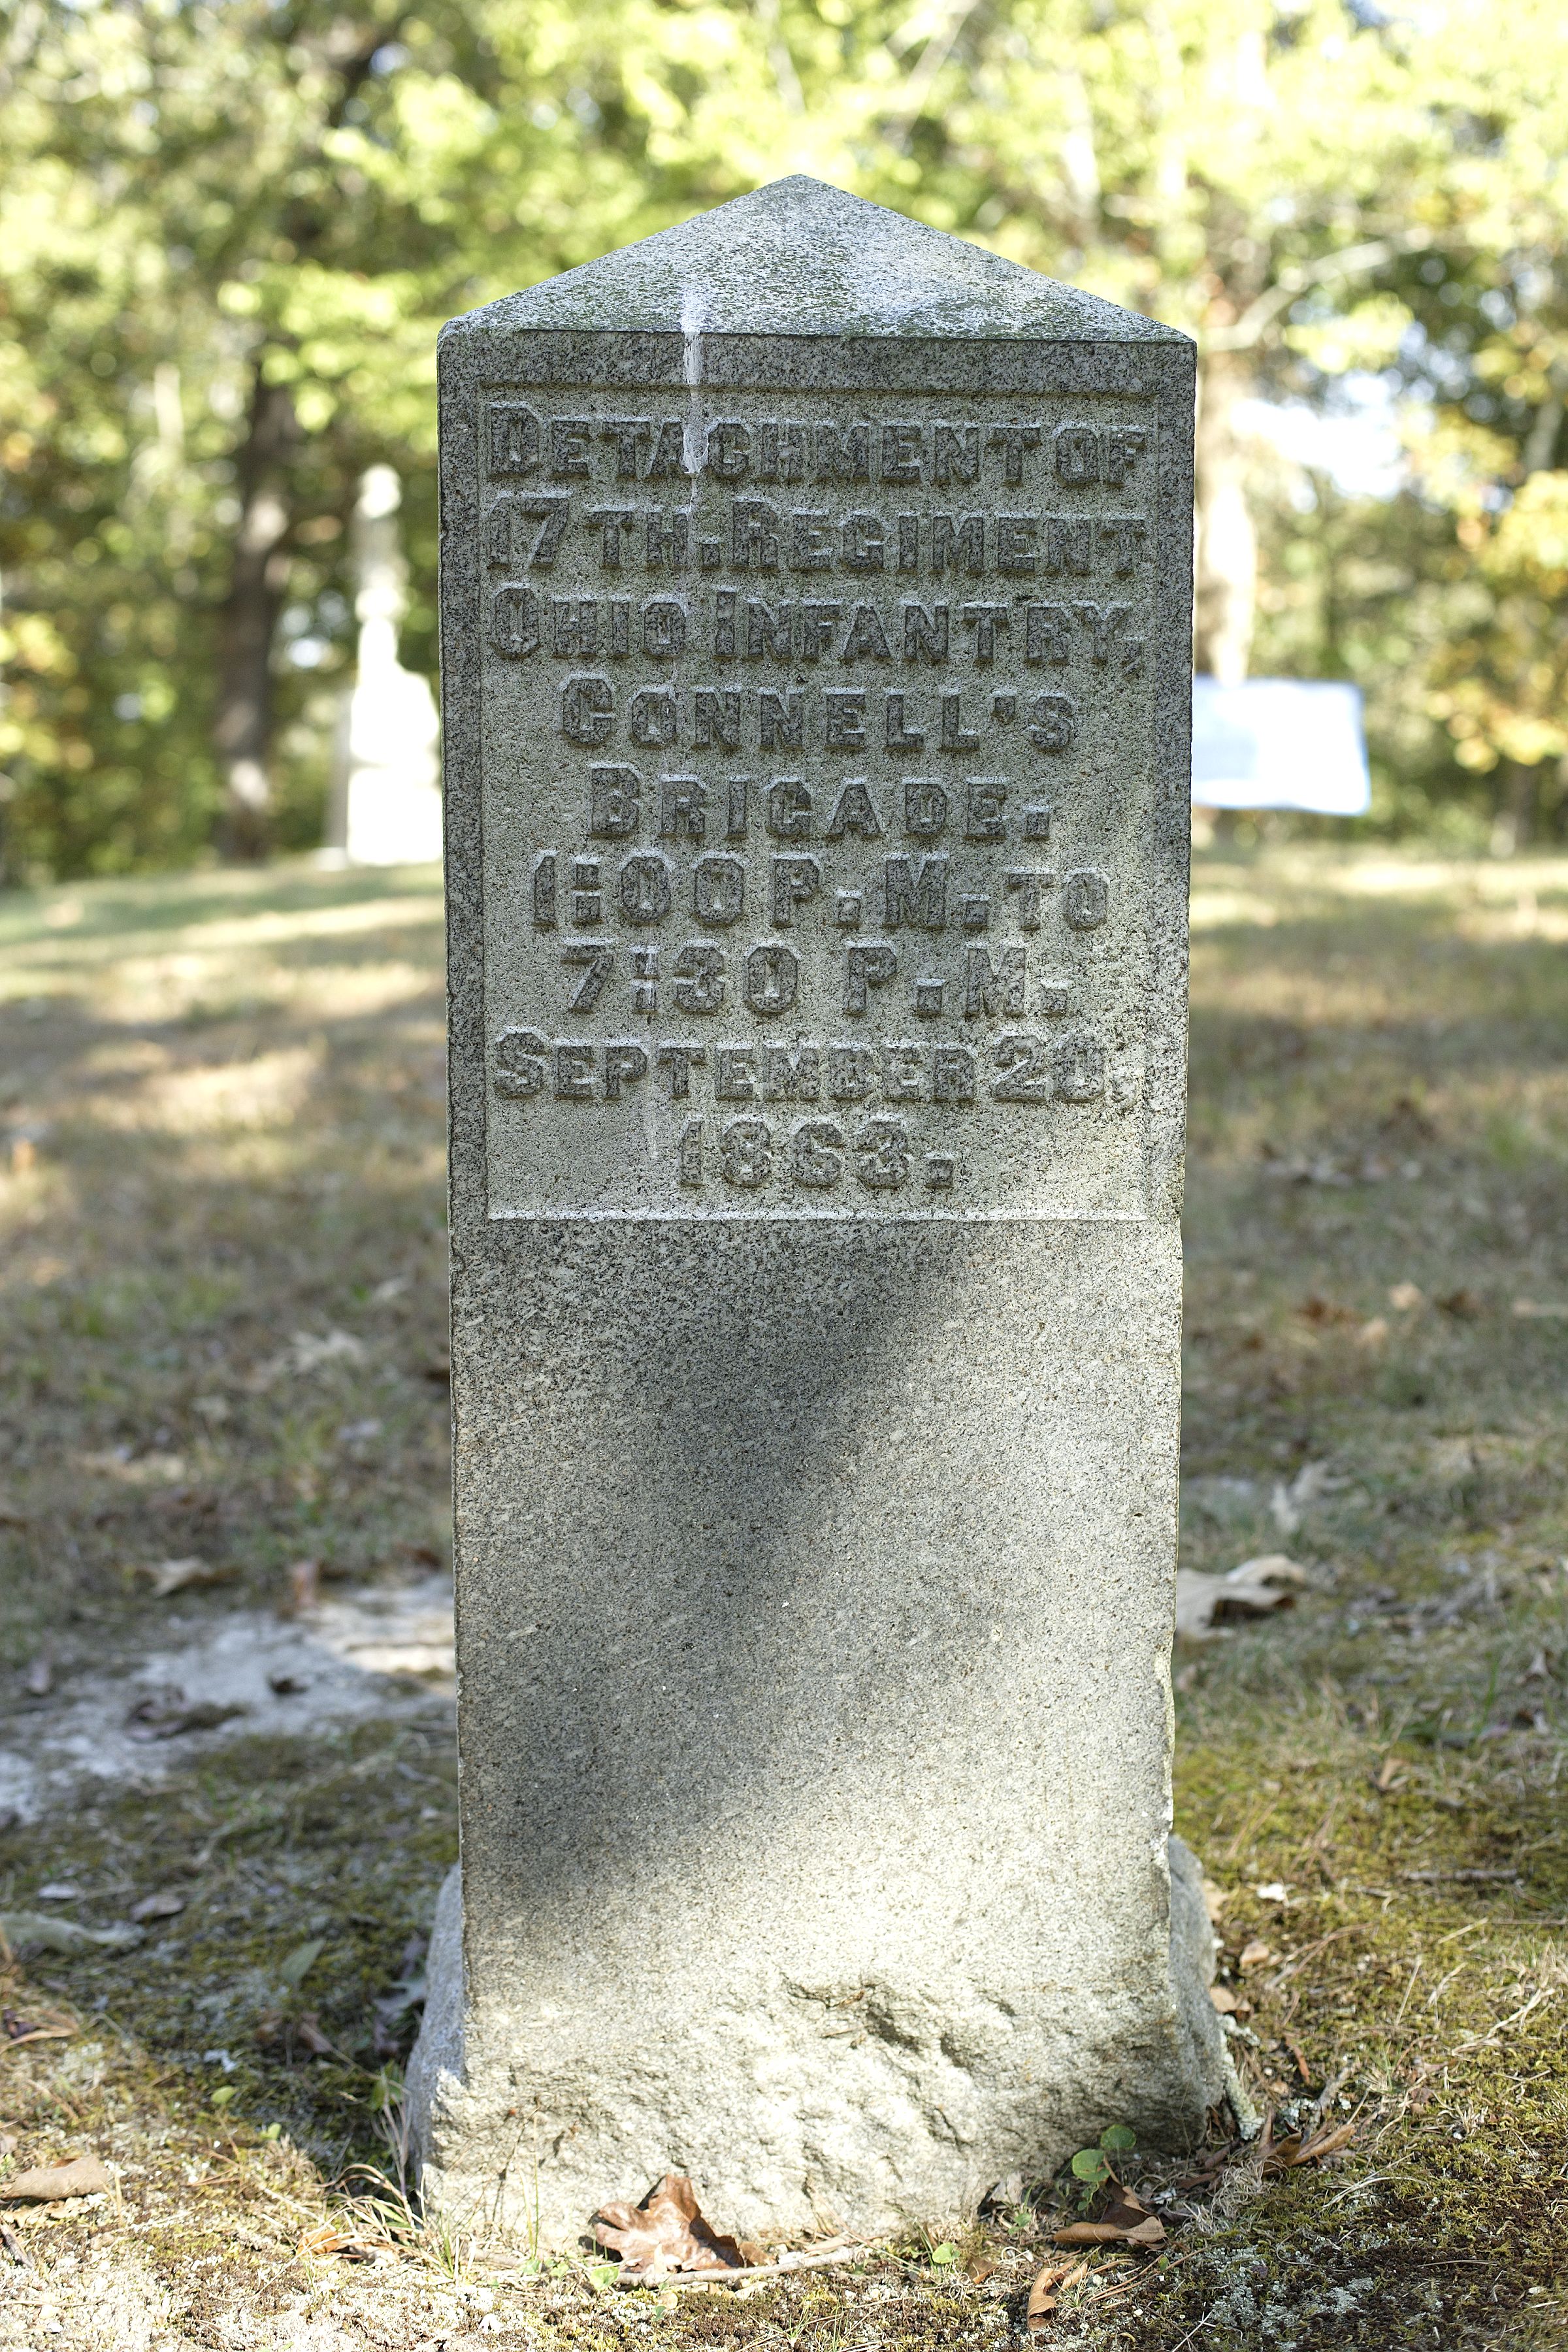 DETACHMENT OF
17TH. REGIMENT
OHIO INFANTRY,
CONNELL'S
BRIGADE.
1:00 P.M. TO
7:30 P.M.
SEPTEMBER 20,
1863.